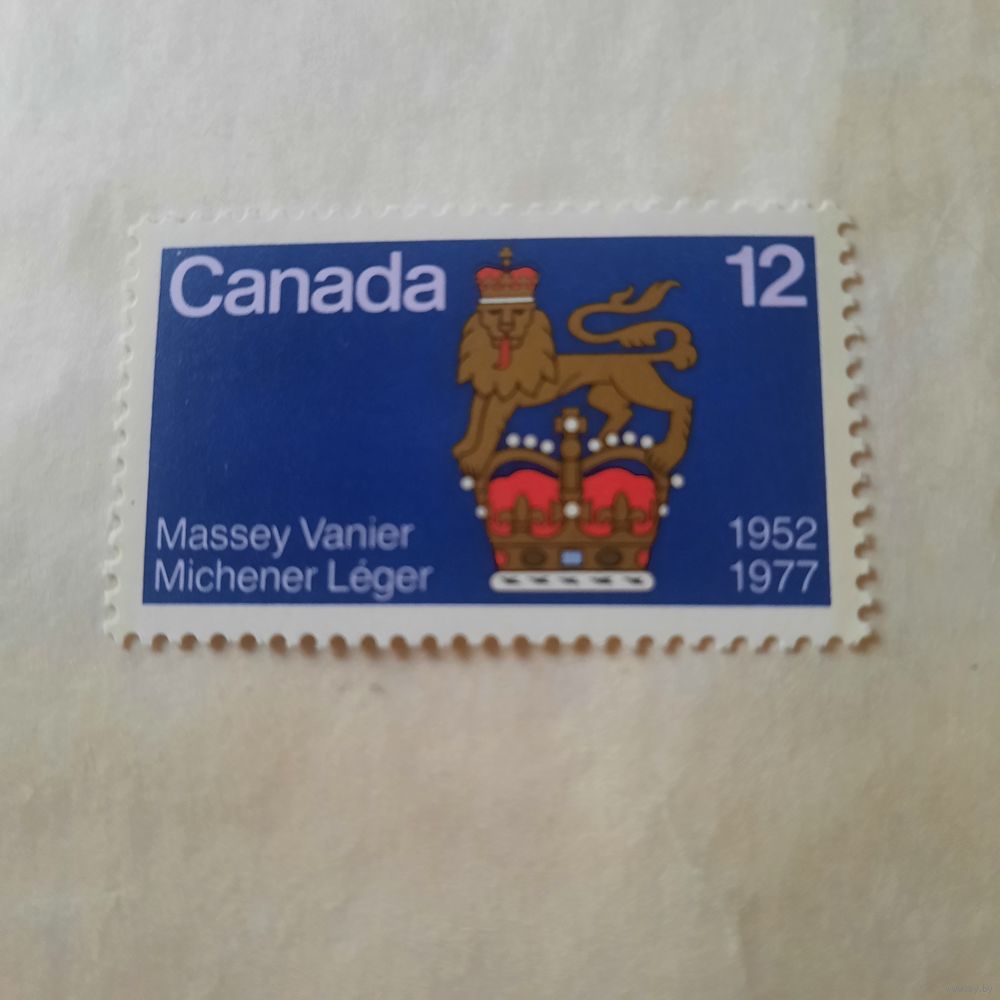 Canada
12
Massey Vanier
Michener Léger
1952
1977